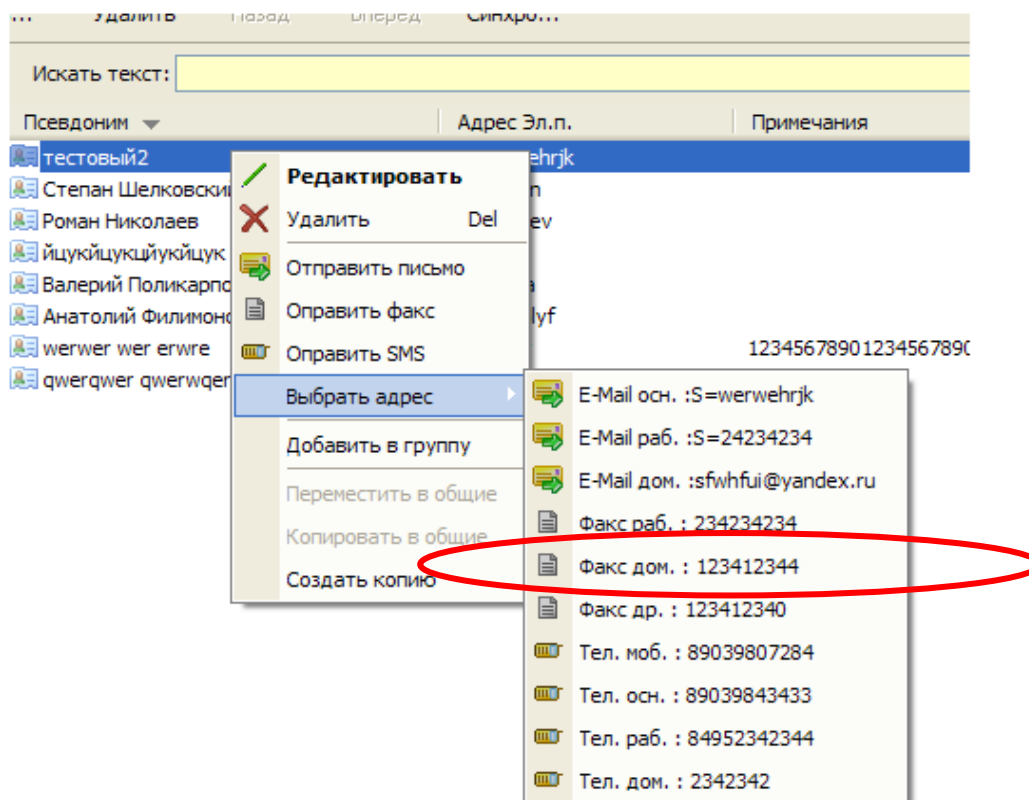 ... Удалить Назад Вперед Синхро...
Искать текст:
Псевдоним Адрес Эл.п. Примечания
тестовый2 ehrjk
Степан Шелковски n
Роман Николаев ev
йцукйцукцйукйцук
Валерий Поликарпо
Анатолий Филимоно lyf
werwer wer erwre 12345678901234567890
qwerqwer qwerwqer
Редактировать
Удалить Del
Отправить письмо
Оправить факс
Оправить SMS
Выбрать адрес
Добавить в группу
Переместить в общие
Копировать в общие
Создать копию
E-Mail осн. :S=werwehrjk
E-Mail раб. :S=24234234
E-Mail дом. :sfwhfui@yandex.ru
Факс раб. : 234234234
Факс дом. : 123412344
Факс др. : 123412340
Тел. моб. : 89039807284
Тел. осн. : 89039843433
Тел. раб. : 84952342344
Тел. дом. : 2342342